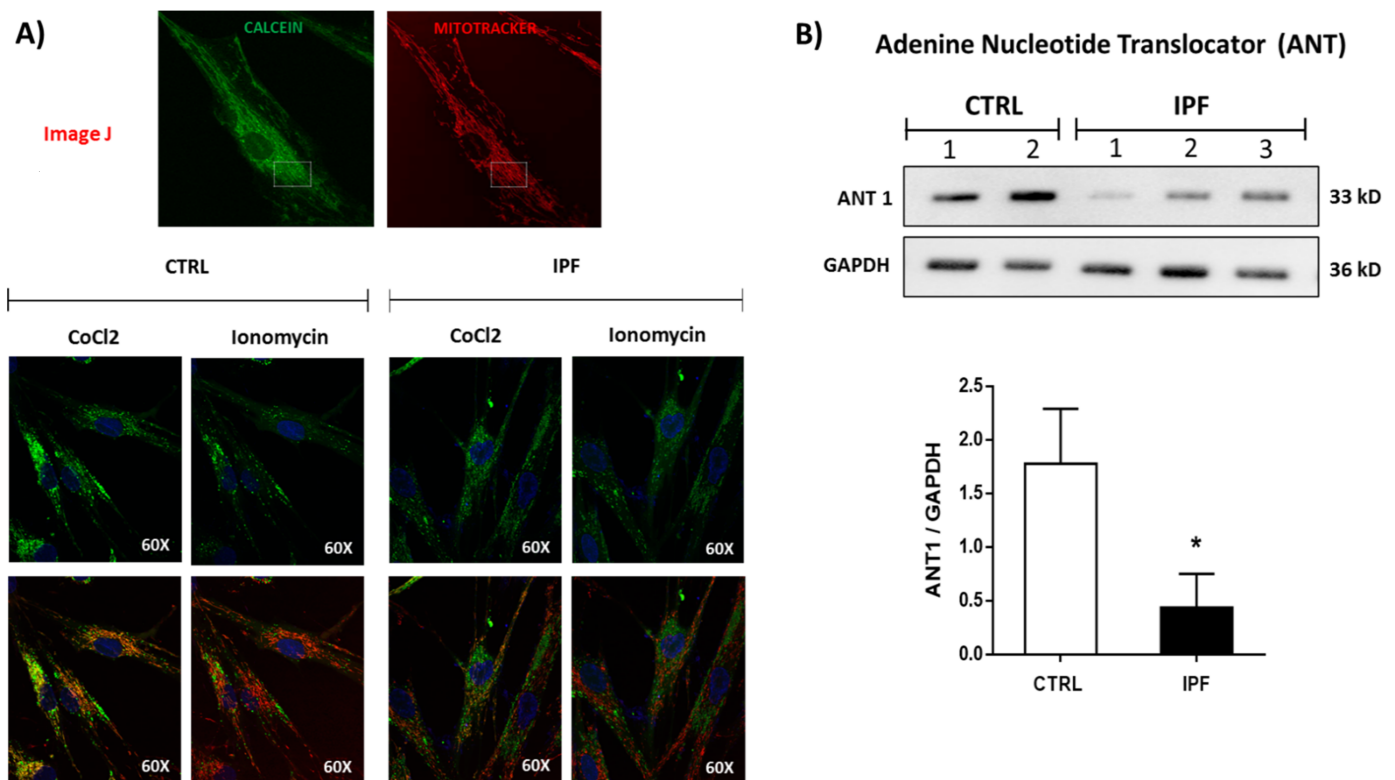 A)
CALCEIN
MITOTRACKER
Image J
CTRL
IPF
CoCl2
Ionomycin
CoCl2
Ionomycin
60X
60X
60X
60X
60X
60X
60X
60X
B)
Adenine Nucleotide Translocator (ANT)
CTRL
IPF
1
2
1
2
3
ANT 1
33 kD
GAPDH
36 kD
2.5
2.0
1.5
1.0
0.5
0.0
ANT1 / GAPDH
*
CTRL
IPF